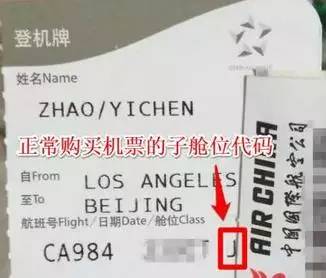 登机牌
姓名Name
ZHAO/YICHEN
正常购买机票的子舱位代码
自From
LOS ANGELES
至To
BEIJING
航班号Flight/日期Date/舱位Class
CA984
J
AIR CHINA
中國國際航空公司